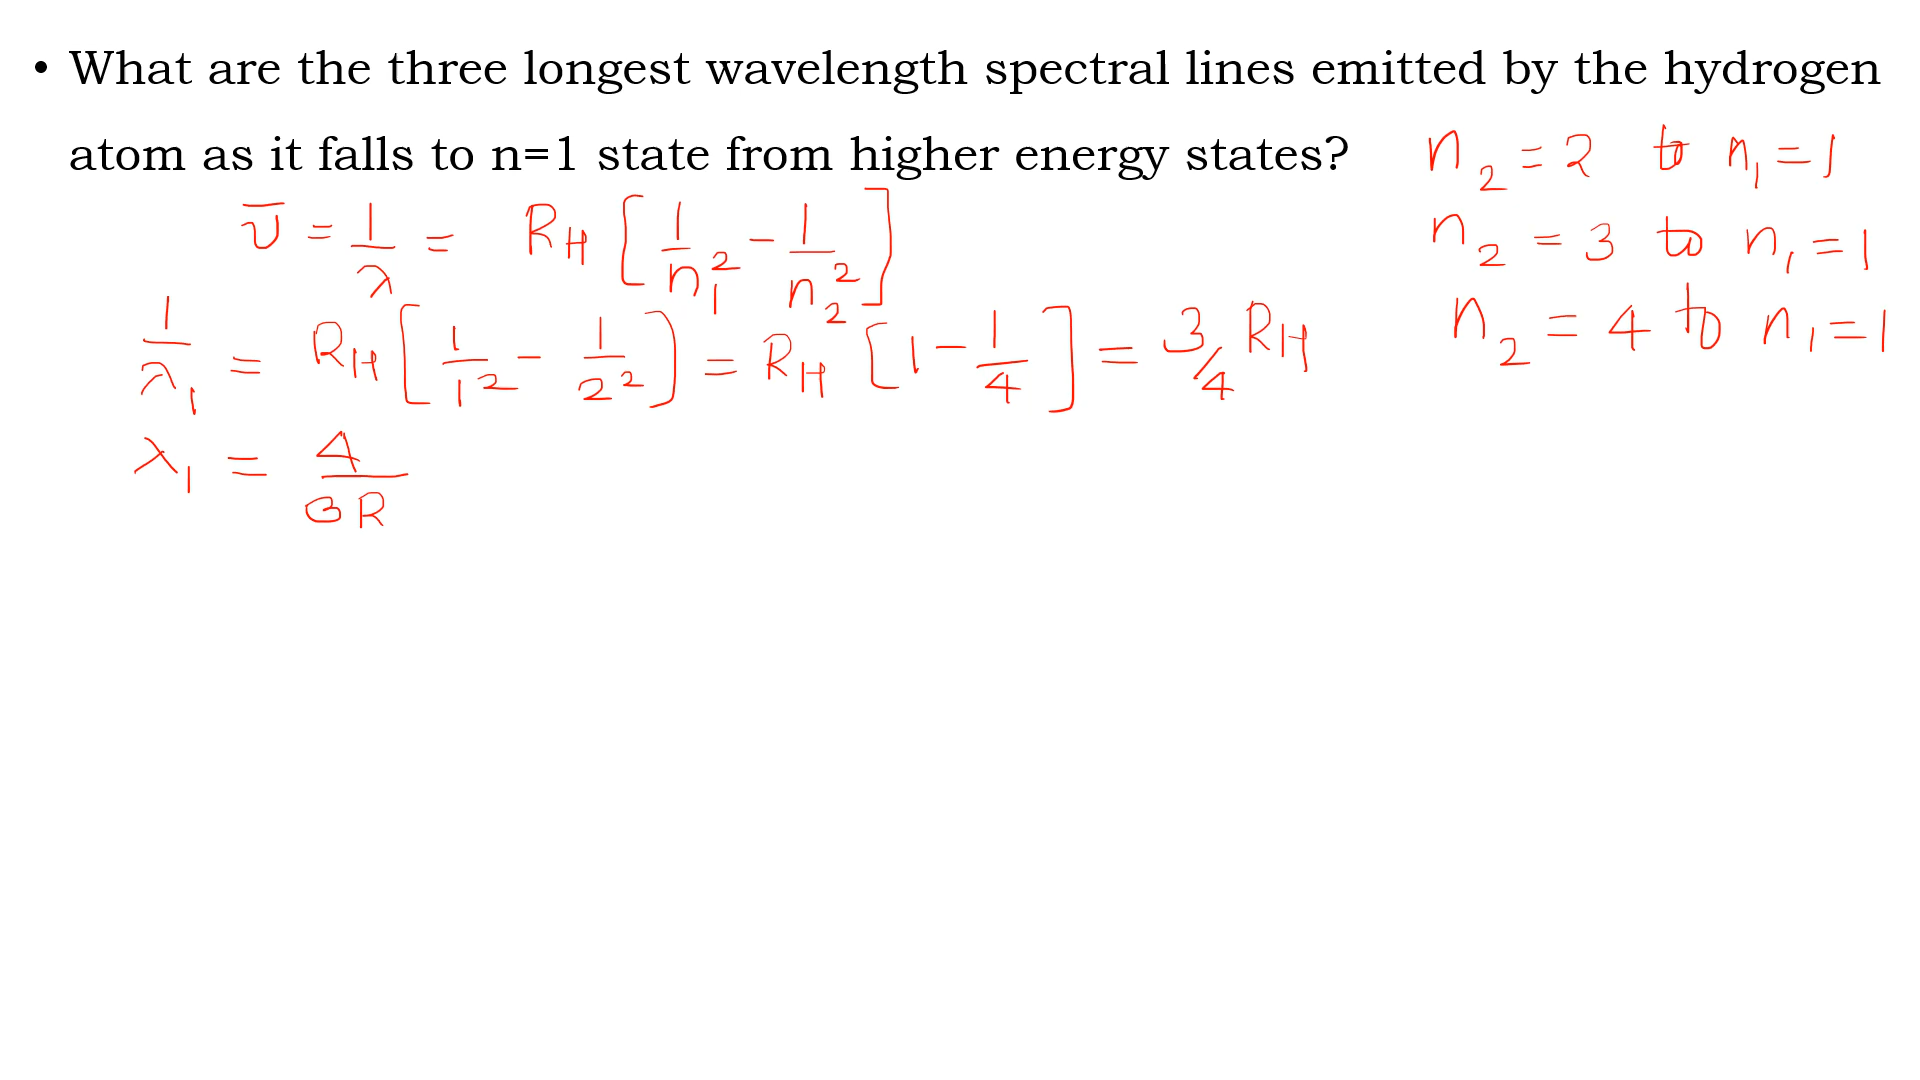 • What are the three longest wavelength spectral lines emitted by the hydrogen
atom as it falls to n=1 state from higher energy states?
n₂ = 2 to n₁ = 1
n₂ = 3 to n₁ = 1
n₂ = 4 to n₁ = 1
ῡ = 1/λ = R_H [1/n₁² - 1/n₂²]
1/λ₁ = R_H [1/1² - 1/2²] = R_H [1 - 1/4] = 3/4 R_H
λ₁ = 4/3R